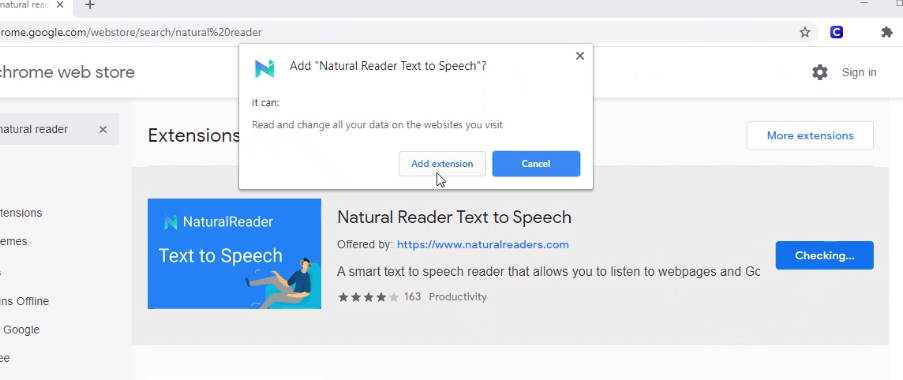 natural reade
rome.google.com/webstore/search/natural%20reader
chrome web store
Sign in
Add "Natural Reader Text to Speech"?
It can:
Read and change all your data on the websites you visit
Add extension
Cancel
natural reader
Extensions
More extensions
tensions
emes
s
ns Offline
Google
ee
NaturalReader
Text to Speech
Natural Reader Text to Speech
Offered by: https://www.naturalreaders.com
A smart text to speech reader that allows you to listen to webpages and Go
163 Productivity
Checking...